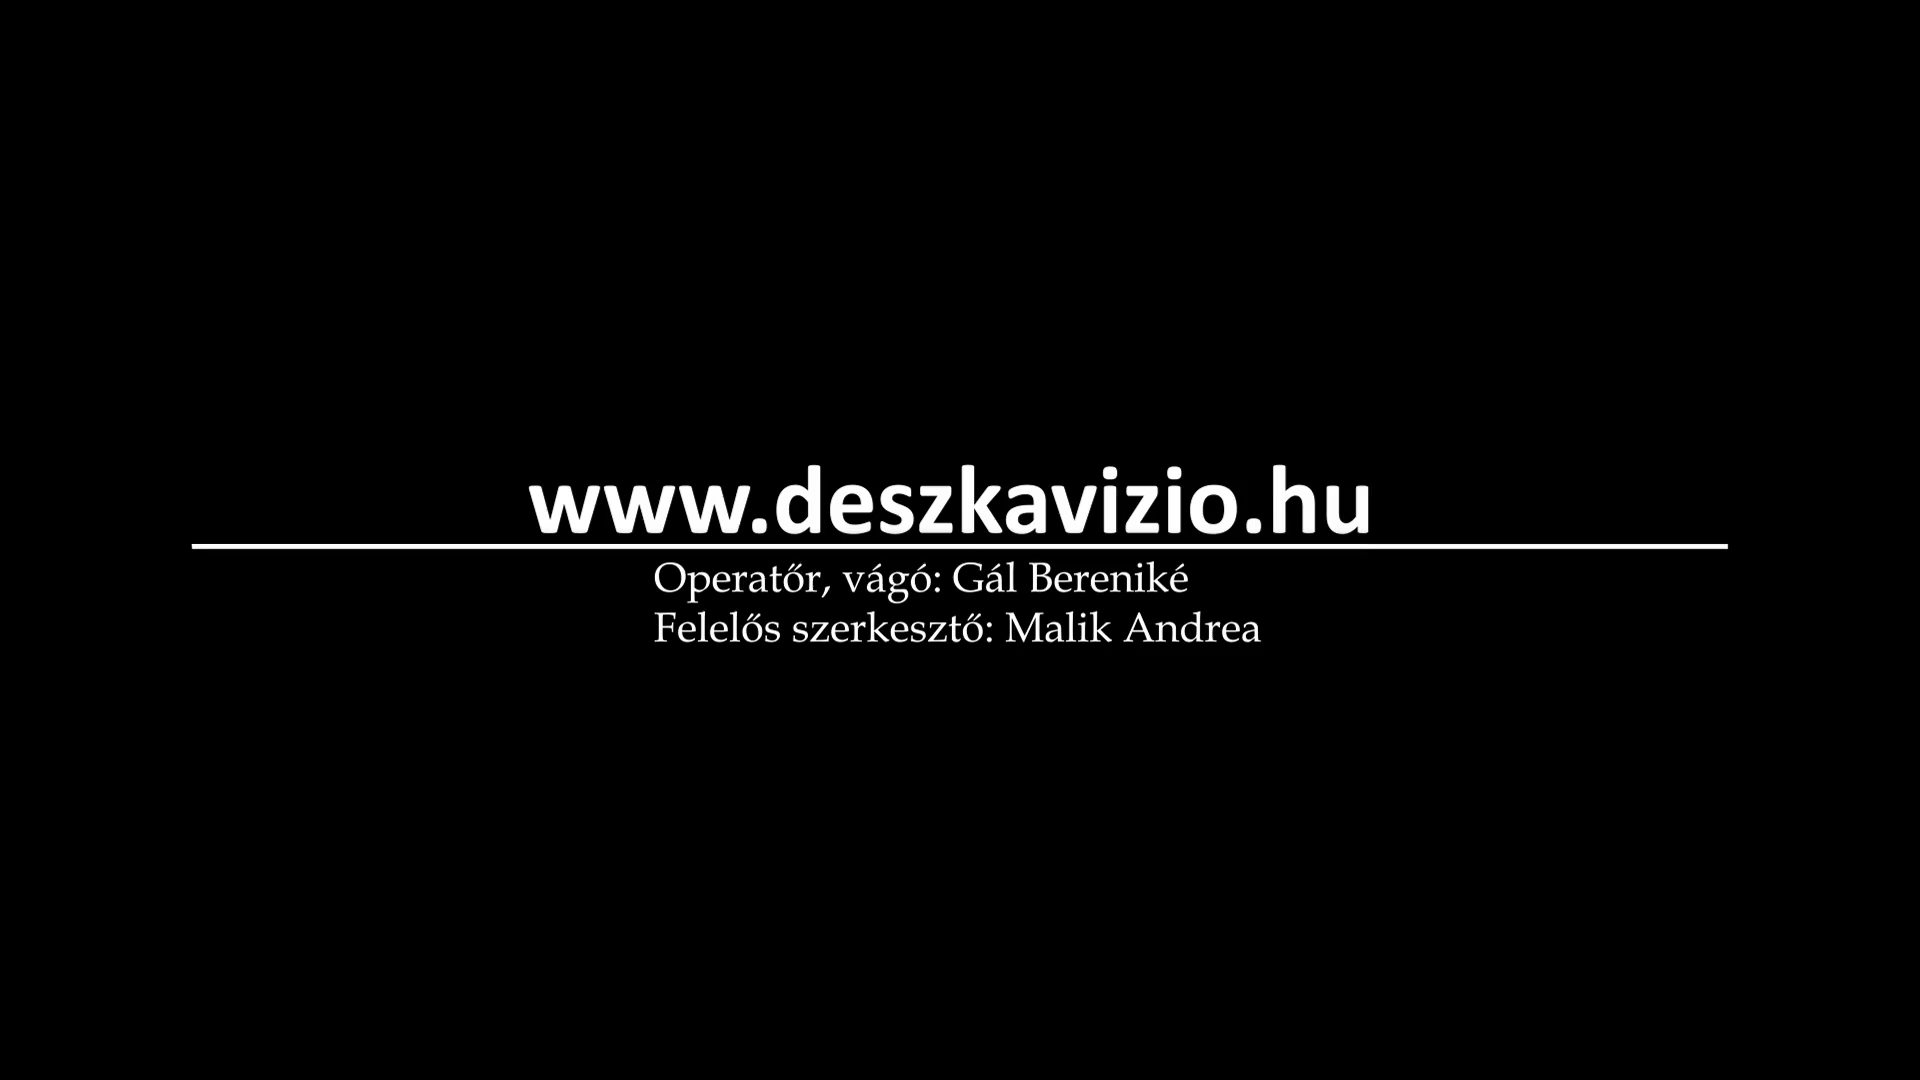 www.deszkavizio.hu
Operatőr, vágó: Gál Bereniké
Felelős szerkesztő: Malik Andrea